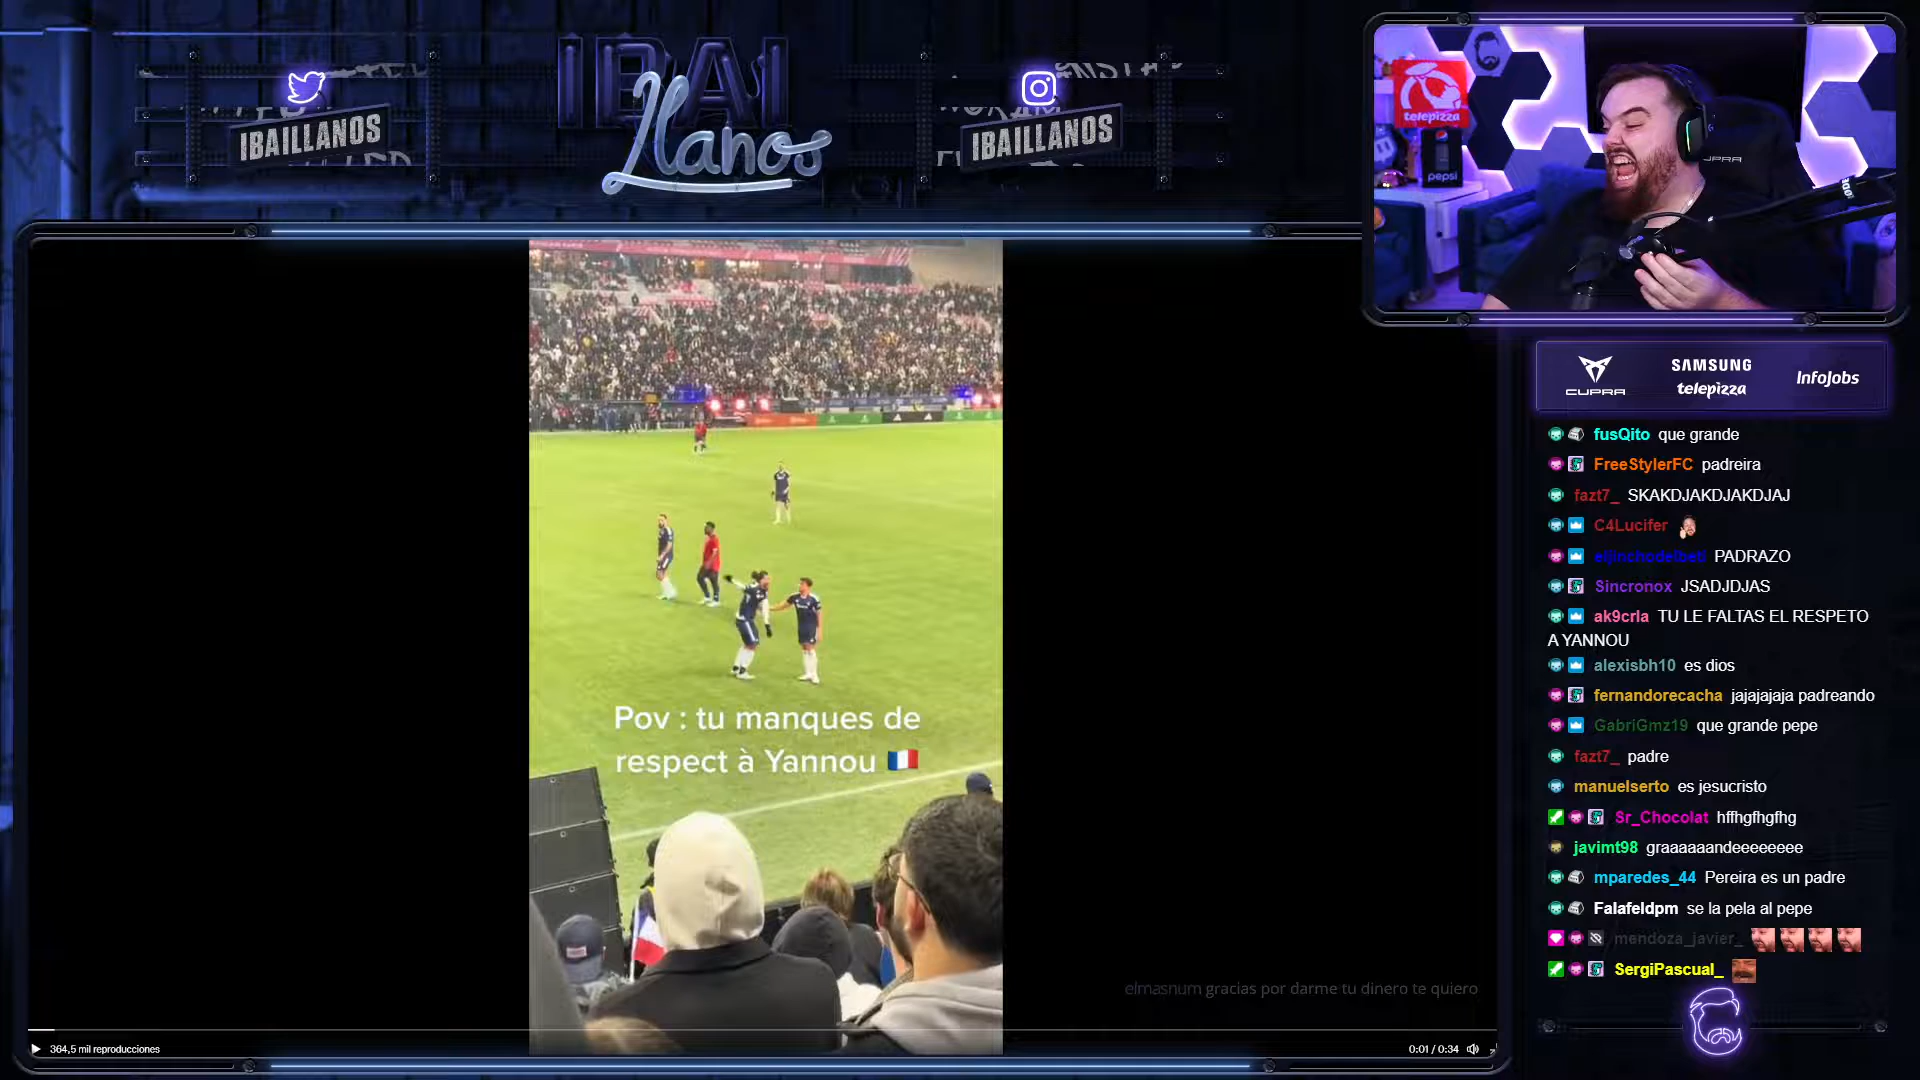 IBAI
Llanos
IBAILLANOS
IBAILLANOS
telepizza
pepsi
CUPRA
SAMSUNG
telepizza
InfoJobs
Pov : tu manques de
respect à Yannou 🇫🇷
fusQito que grande
FreeStylerFC padreira
fazt7_ SKAKDJAKDJAKDJAJ
C4Lucifer
eljinchodelbeti PADRAZO
Sincronox JSADJDJAS
ak9crla TU LE FALTAS EL RESPETO
A YANNOU
alexisbh10 es dios
fernandorecacha jajajajaja padreando
GabriGmz19 que grande pepe
fazt7_ padre
manuelserto es jesucristo
Sr_Chocolat hffhgfhgfhg
javimt98 graaaaaandeeeeeeee
mparedes_44 Pereira es un padre
Falafeldpm se la pela al pepe
mendoza_javier_
SergiPascual_
elmasnum gracias por darme tu dinero te quiero
364,5 mil reproducciones
0:01 / 0:34